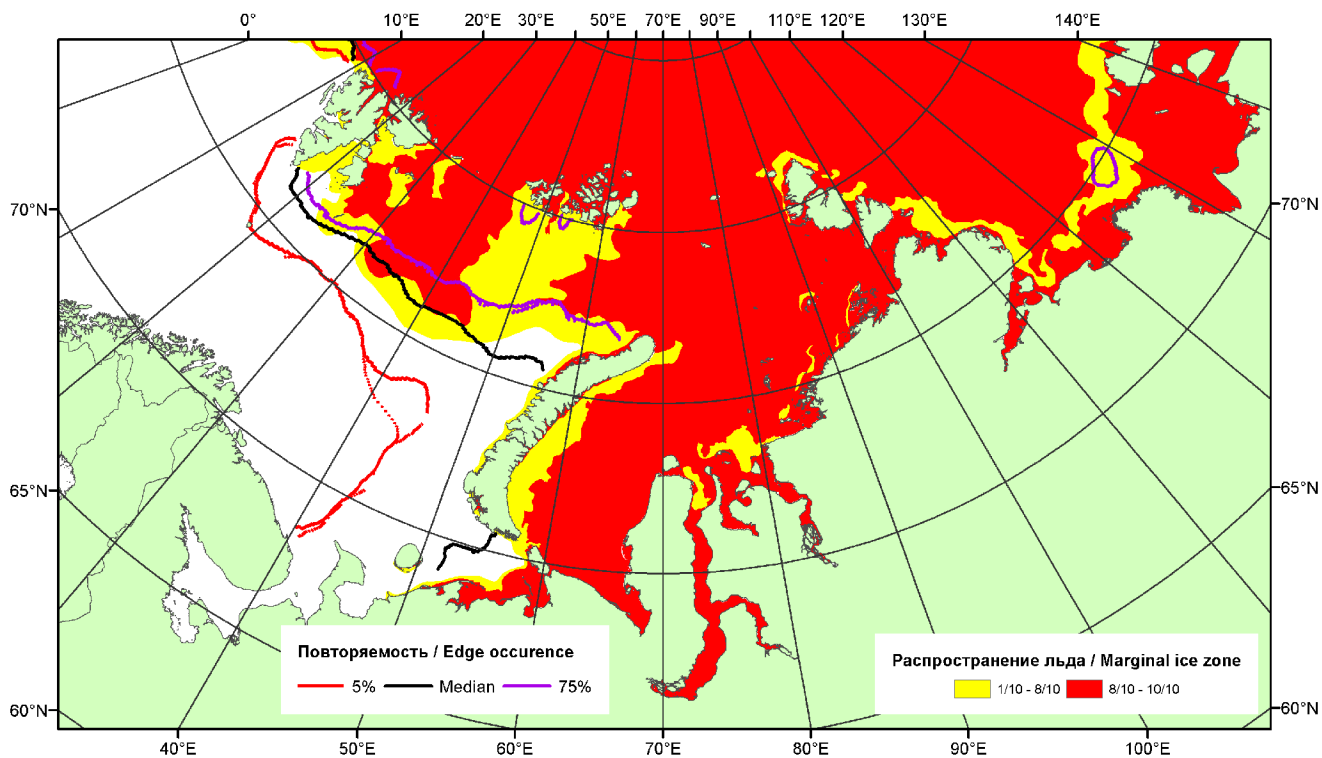 0° 10°E 20°E 30°E 50°E 70°E 90°E 110°E 120°E 130°E 140°E
70°N 70°N
65°N 65°N
Повторяемость / Edge occurence
5% Median 75%
Распространение льда / Marginal ice zone
1/10 - 8/10 8/10 - 10/10
60°N 60°N
40°E 50°E 60°E 70°E 80°E 90°E 100°E